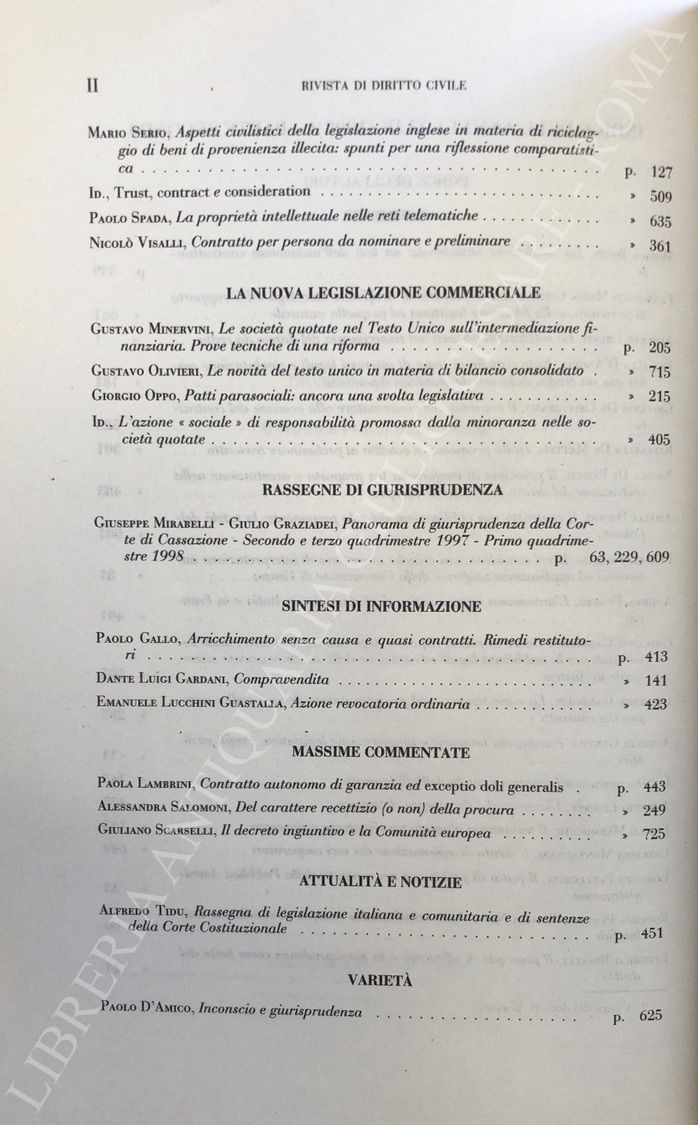 II
RIVISTA DI DIRITTO CIVILE
MARIO SERIO, Aspetti civilistici della legislazione inglese in materia di riciclag-
gio di beni di provenienza illecita: spunti per una riflessione comparatisti-
ca . . . . . . . . . . . . . . . . . . . . . . . . . . . . . . p. 127
ID., Trust, contract e consideration . . . . . . . . . . . . . . . . . . » 509
PAOLO SPADA, La proprietà intellettuale nelle reti telematiche . . . . . . . . » 635
NICOLÒ VISALLI, Contratto per persona da nominare e preliminare . . . . . . . . » 361
LA NUOVA LEGISLAZIONE COMMERCIALE
GUSTAVO MINERVINI, Le società quotate nel Testo Unico sull'intermediazione fi-
nanziaria. Prove tecniche di una riforma . . . . . . . . . . . . . . p. 205
GUSTAVO OLIVIERI, Le novità del testo unico in materia di bilancio consolidato . » 715
GIORGIO OPPO, Patti parasociali: ancora una svolta legislativa . . . . . . . . » 215
ID., L'azione « sociale » di responsabilità promossa dalla minoranza nelle so-
cietà quotate . . . . . . . . . . . . . . . . . . . . . . . . . . » 405
RASSEGNE DI GIURISPRUDENZA
GIUSEPPE MIRABELLI - GIULIO GRAZIADEI, Panorama di giurisprudenza della Cor-
te di Cassazione - Secondo e terzo quadrimestre 1997 - Primo quadrime-
stre 1998 . . . . . . . . . . . . . . . . . . . . . . p. 63, 229, 609
SINTESI DI INFORMAZIONE
PAOLO GALLO, Arricchimento senza causa e quasi contratti. Rimedi restituto-
ri . . . . . . . . . . . . . . . . . . . . . . . . . . . . . . p. 413
DANTE LUIGI GARDANI, Compravendita . . . . . . . . . . . . . . . . . . » 141
EMANUELE LUCCHINI GUASTALLA, Azione revocatoria ordinaria . . . . . . . . . . » 423
MASSIME COMMENTATE
PAOLA LAMBRINI, Contratto autonomo di garanzia ed exceptio doli generalis . p. 443
ALESSANDRA SALOMONI, Del carattere recettizio (o non) della procura . . . . . . » 249
GIULIANO SCARSELLI, Il decreto ingiuntivo e la Comunità europea . . . . . . . . » 725
ATTUALITÀ E NOTIZIE
ALFREDO TIDU, Rassegna di legislazione italiana e comunitaria e di sentenze
della Corte Costituzionale . . . . . . . . . . . . . . . . . . . . p. 451
VARIETÀ
PAOLO D'AMICO, Inconscio e giurisprudenza . . . . . . . . . . . . . . . p. 625